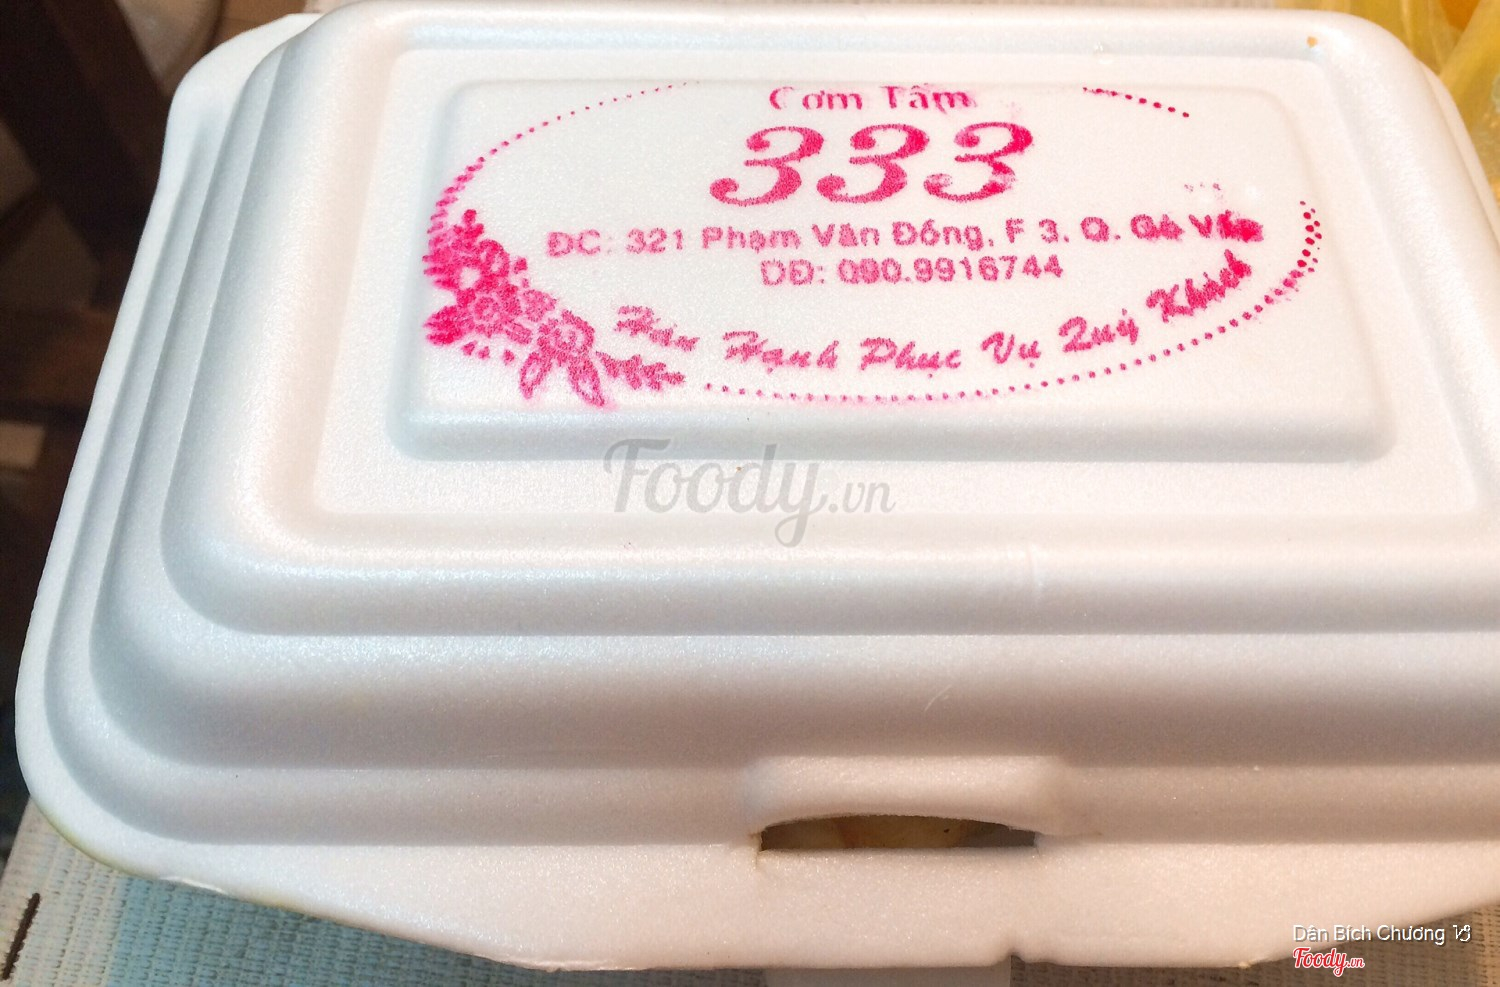 Cơm Tấm
333
ĐC: 321 Phạm Văn Đồng, F 3. Q. Gò Vấp
DĐ: 090.9916744
Hân Hạnh Phục Vụ Quý Khách
Foody.vn
Dân Bích Chương
Foody.vn